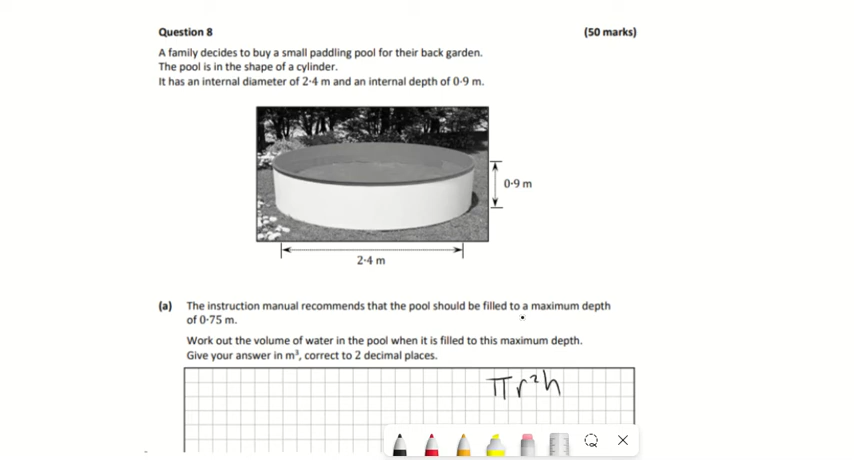 Question 8 (50 marks)
A family decides to buy a small paddling pool for their back garden.
The pool is in the shape of a cylinder.
It has an internal diameter of 2·4 m and an internal depth of 0·9 m.
0·9 m
2·4 m
(a) The instruction manual recommends that the pool should be filled to a maximum depth
of 0·75 m.
Work out the volume of water in the pool when it is filled to this maximum depth.
Give your answer in m³, correct to 2 decimal places.
πr²h